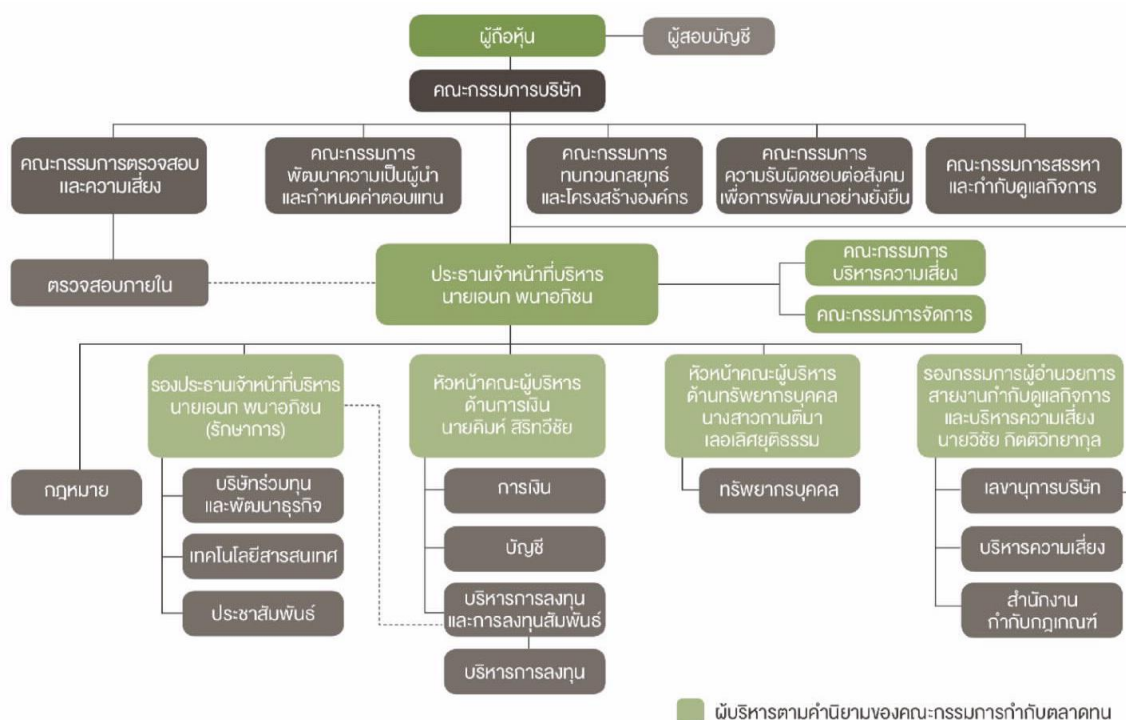 ผู้ถือหุ้น
ผู้สอบบัญชี
คณะกรรมการบริษัท
คณะกรรมการตรวจสอบ
และความเสี่ยง
คณะกรรมการ
พัฒนาความเป็นผู้นำ
และกำหนดค่าตอบแทน
คณะกรรมการ
ทบทวนกลยุทธ์
และโครงสร้างองค์กร
คณะกรรมการ
ความรับผิดชอบต่อสังคม
เพื่อการพัฒนาอย่างยั่งยืน
คณะกรรมการสรรหา
และกำกับดูแลกิจการ
ตรวจสอบภายใน
ประธานเจ้าหน้าที่บริหาร
นายเอนก พนาอภิชน
คณะกรรมการ
บริหารความเสี่ยง
คณะกรรมการจัดการ
รองประธานเจ้าหน้าที่บริหาร
นายเอนก พนาอภิชน
(รักษาการ)
หัวหน้าคณะผู้บริหาร
ด้านการเงิน
นายคิมห์ สิริทวีชัย
หัวหน้าคณะผู้บริหาร
ด้านทรัพยากรบุคคล
นางสาวกานติมา
เลอเลิศยุติธรรม
รองกรรมการผู้อำนวยการ
สายงานกำกับดูแลกิจการ
และบริหารความเสี่ยง
นายวิชัย กิตติวิทยากุล
กฎหมาย
บริษัทร่วมทุน
และพัฒนาธุรกิจ
เทคโนโลยีสารสนเทศ
ประชาสัมพันธ์
การเงิน
บัญชี
บริหารการลงทุน
และการลงทุนสัมพันธ์
บริหารการลงทุน
ทรัพยากรบุคคล
เลขานุการบริษัท
บริหารความเสี่ยง
สำนักงาน
กำกับกฎเกณฑ์
ผู้บริหารตามคำนิยามของคณะกรรมการกำกับตลาดทุน